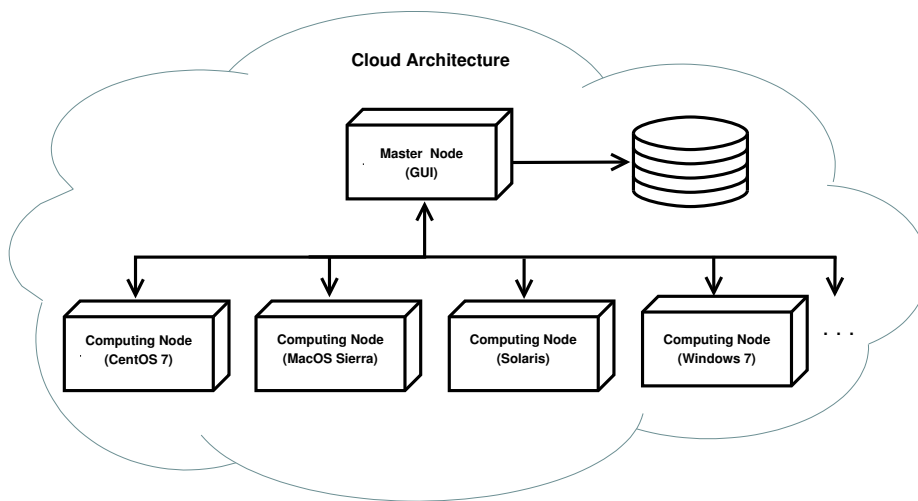 Cloud Architecture
Master Node
(GUI)
Computing Node
(CentOS 7)
Computing Node
(MacOS Sierra)
Computing Node
(Solaris)
Computing Node
(Windows 7)
. . .